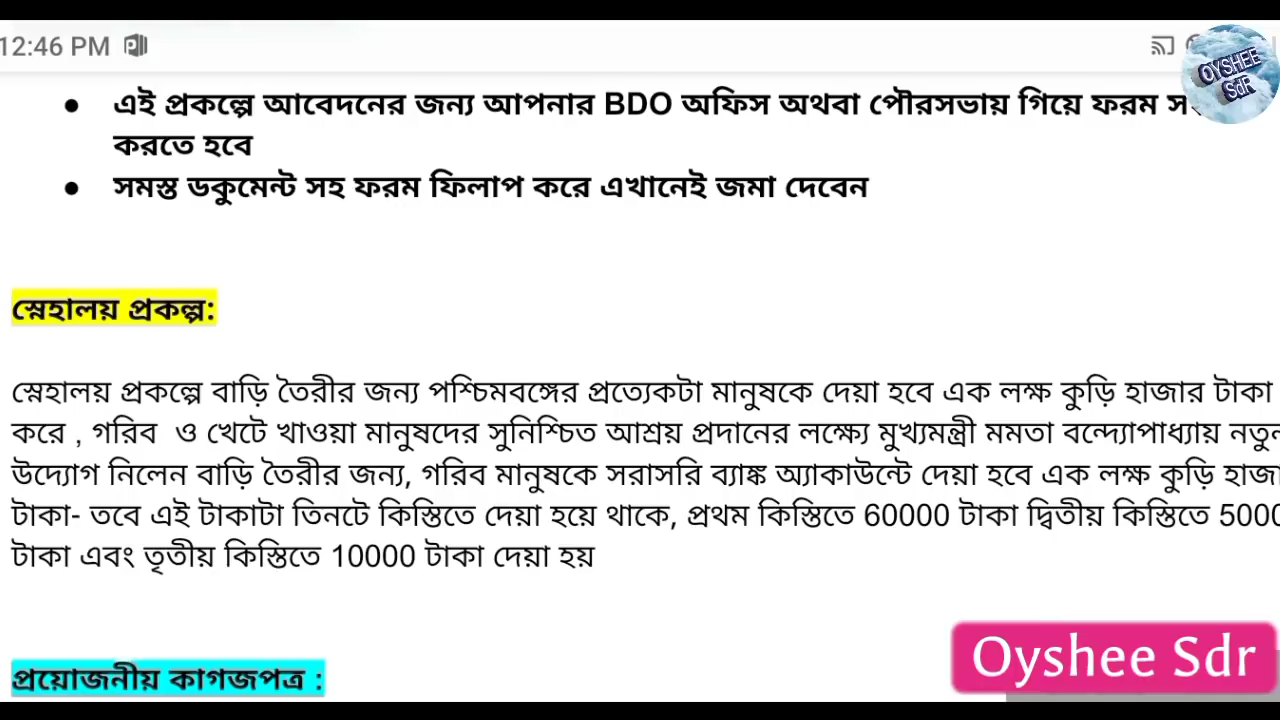 12:46 PM
OYSHEE
SdR
এই প্রকল্পে আবেদনের জন্য আপনার BDO অফিস অথবা পৌরসভায় গিয়ে ফরম
করতে হবে
সমস্ত ডকুমেন্ট সহ ফরম ফিলাপ করে এখানেই জমা দেবেন
স্নেহালয় প্রকল্প:
স্নেহালয় প্রকল্পে বাড়ি তৈরীর জন্য পশ্চিমবঙ্গের প্রত্যেকটা মানুষকে দেয়া হবে এক লক্ষ কুড়ি হাজার টাকা
করে , গরিব ও খেটে খাওয়া মানুষদের সুনিশ্চিত আশ্রয় প্রদানের লক্ষ্যে মুখ্যমন্ত্রী মমতা বন্দ্যোপাধ্যায় নতুন
উদ্যোগ নিলেন বাড়ি তৈরীর জন্য, গরিব মানুষকে সরাসরি ব্যাঙ্ক অ্যাকাউন্টে দেয়া হবে এক লক্ষ কুড়ি
টাকা- তবে এই টাকাটা তিনটে কিস্তিতে দেয়া হয়ে থাকে, প্রথম কিস্তিতে 60000 টাকা দ্বিতীয় কিস্তিতে
টাকা এবং তৃতীয় কিস্তিতে 10000 টাকা দেয়া হয়
প্রয়োজনীয় কাগজপত্র :
Oyshee Sdr